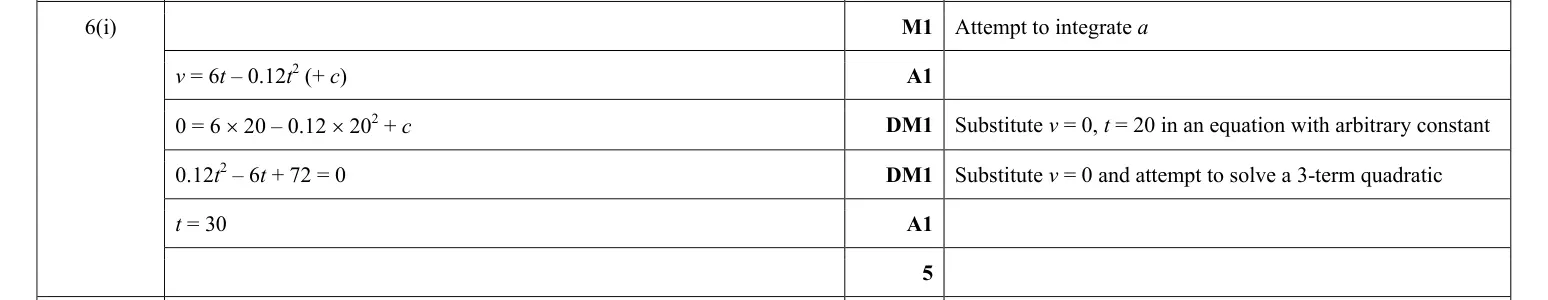 6(i) M1 Attempt to integrate a
v = 6t – 0.12t² (+ c) A1
0 = 6 × 20 – 0.12 × 20² + c DM1 Substitute v = 0, t = 20 in an equation with arbitrary constant
0.12t² – 6t + 72 = 0 DM1 Substitute v = 0 and attempt to solve a 3-term quadratic
t = 30 A1
5